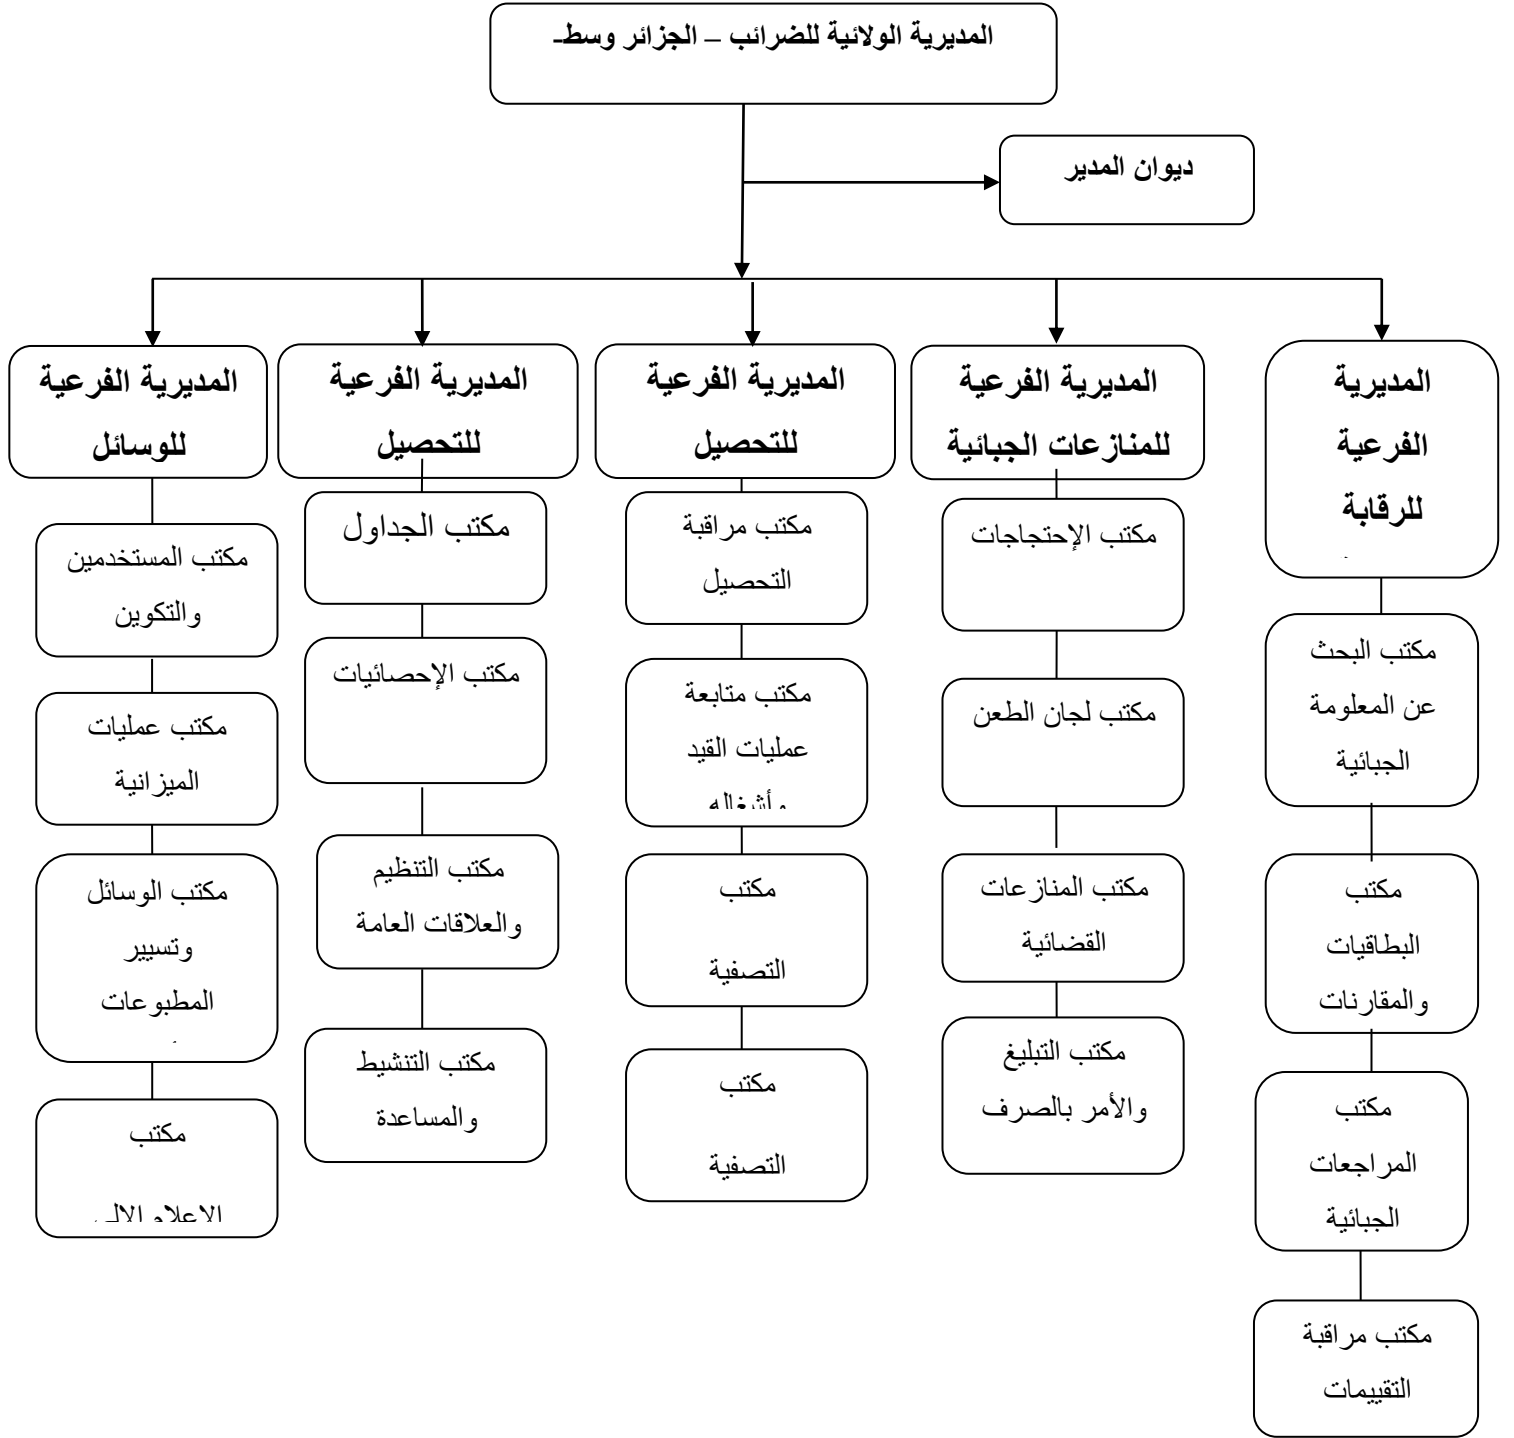 المديرية الولائية للضرائب – الجزائر وسط-
ديوان المدير
المديرية
الفرعية
للرقابة
مكتب البحث
عن المعلومة
الجبائية
مكتب
البطاقيات
والمقارنات
مكتب
المراجعات
الجبائية
مكتب مراقبة
التقييمات
المديرية الفرعية
للمنازعات الجبائية
مكتب الإحتجاجات
مكتب لجان الطعن
مكتب المنازعات
القضائية
مكتب التبليغ
والأمر بالصرف
المديرية الفرعية
للتحصيل
مكتب مراقبة
التحصيل
مكتب متابعة
عمليات القيد
وأشغاله
مكتب
التصفية
مكتب
التصفية
المديرية الفرعية
للتحصيل
مكتب الجداول
مكتب الإحصائيات
مكتب التنظيم
والعلاقات العامة
مكتب التنشيط
والمساعدة
المديرية الفرعية
للوسائل
مكتب المستخدمين
والتكوين
مكتب عمليات
الميزانية
مكتب الوسائل
وتسيير
المطبوعات
مكتب
الاعلام الالي